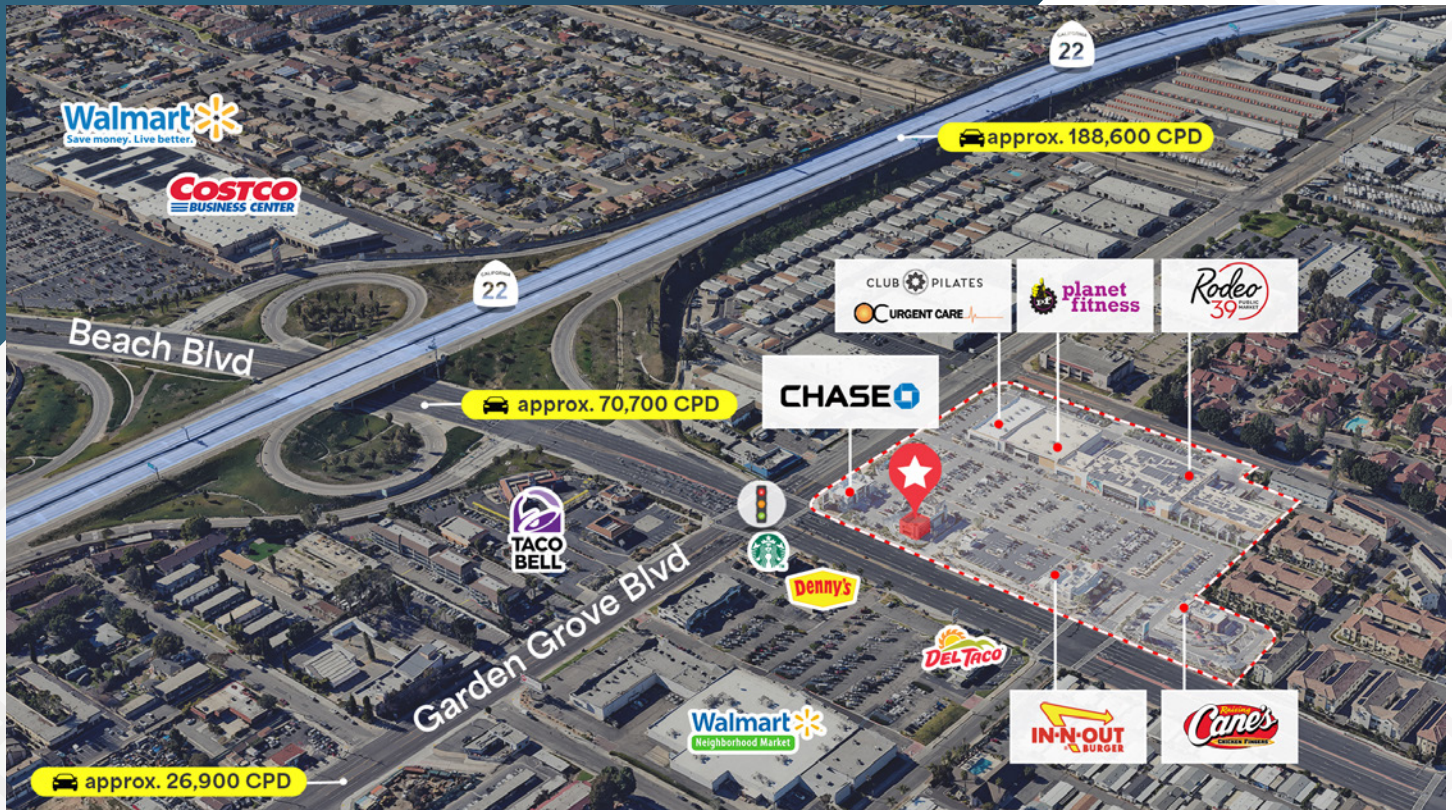 CALIFORNIA
22
Walmart
Save money. Live better.
approx. 188,600 CPD
COSTCO
BUSINESS CENTER
CALIFORNIA
22
CLUB PILATES
OC URGENT CARE
pf planet
fitness
Rodeo
39 PUBLIC
MARKET
Beach Blvd
CHASE
approx. 70,700 CPD
TACO
BELL
Denny's
Garden Grove Blvd
DEL TACO
Walmart
Neighborhood Market
IN-N-OUT
BURGER
Raising
Cane's
CHICKEN FINGERS
approx. 26,900 CPD